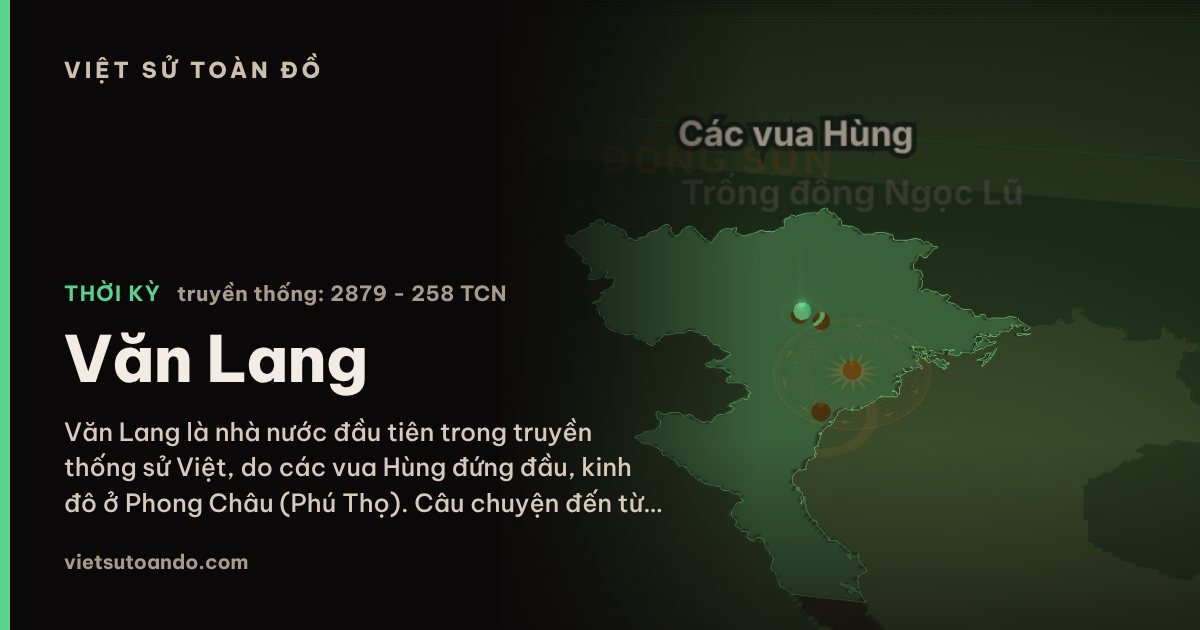 VIỆT SỬ TOÀN ĐỒ
Các vua Hùng
ĐÔNG SƠN
Trống đồng Ngọc Lũ
THỜI KỲ truyền thống: 2879 - 258 TCN
Văn Lang
Văn Lang là nhà nước đầu tiên trong truyền
thống sử Việt, do các vua Hùng đứng đầu, kinh
đô ở Phong Châu (Phú Thọ). Câu chuyện đến từ...
vietsutoando.com